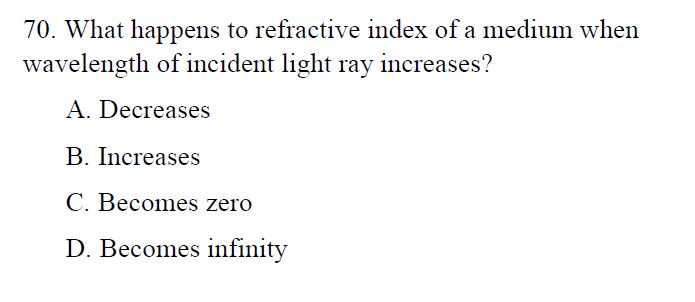 70. What happens to refractive index of a medium when
wavelength of incident light ray increases?
A. Decreases
B. Increases
C. Becomes zero
D. Becomes infinity